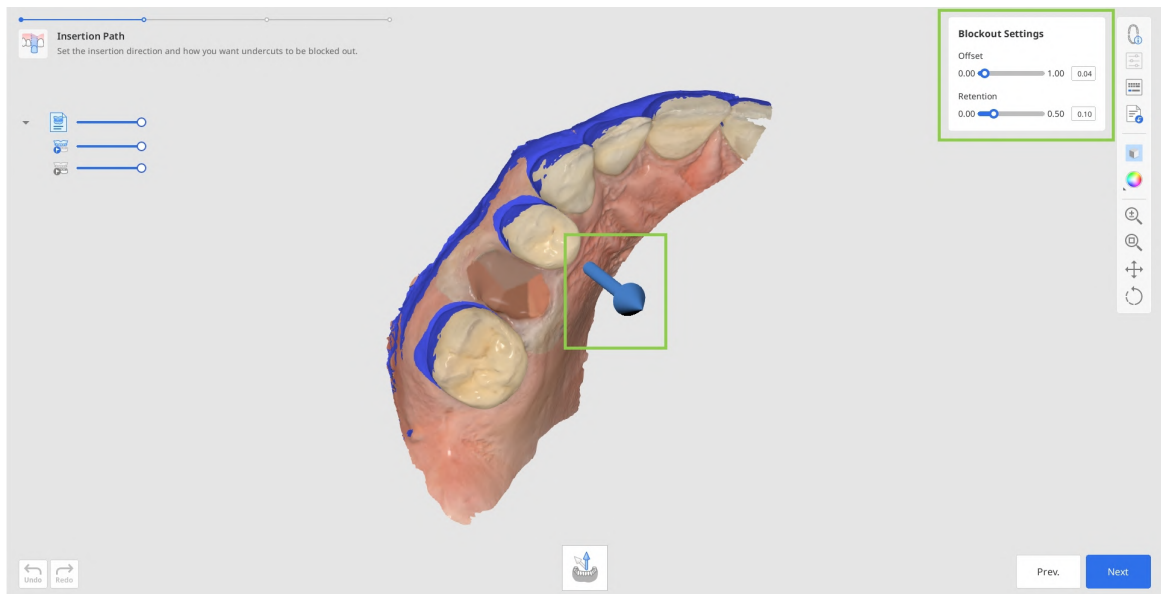 Insertion Path
Set the insertion direction and how you want undercuts to be blocked out.
Blockout Settings
Offset
0.00 1.00 0.04
Retention
0.00 0.50 0.10
Undo Redo
Prev. Next